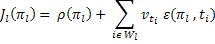 J_l(π_l) = ρ(π_l) + ∑_{i∈W_l} v_{t_i} ε(π_l , t_i)